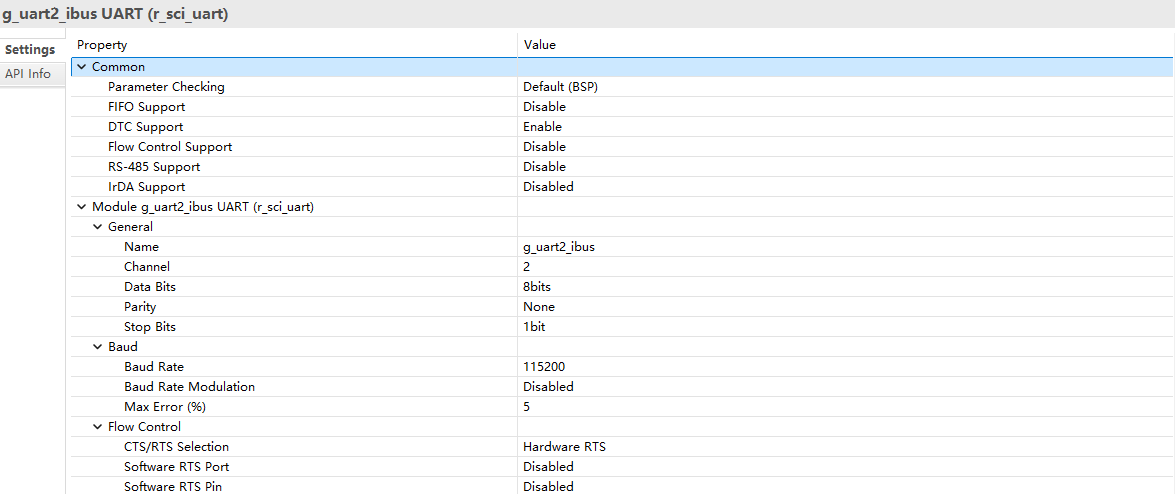 g_uart2_ibus UART (r_sci_uart)
Settings
API Info
Property Value
Common
Parameter Checking Default (BSP)
FIFO Support Disable
DTC Support Enable
Flow Control Support Disable
RS-485 Support Disable
IrDA Support Disabled
Module g_uart2_ibus UART (r_sci_uart)
General
Name g_uart2_ibus
Channel 2
Data Bits 8bits
Parity None
Stop Bits 1bit
Baud
Baud Rate 115200
Baud Rate Modulation Disabled
Max Error (%) 5
Flow Control
CTS/RTS Selection Hardware RTS
Software RTS Port Disabled
Software RTS Pin Disabled